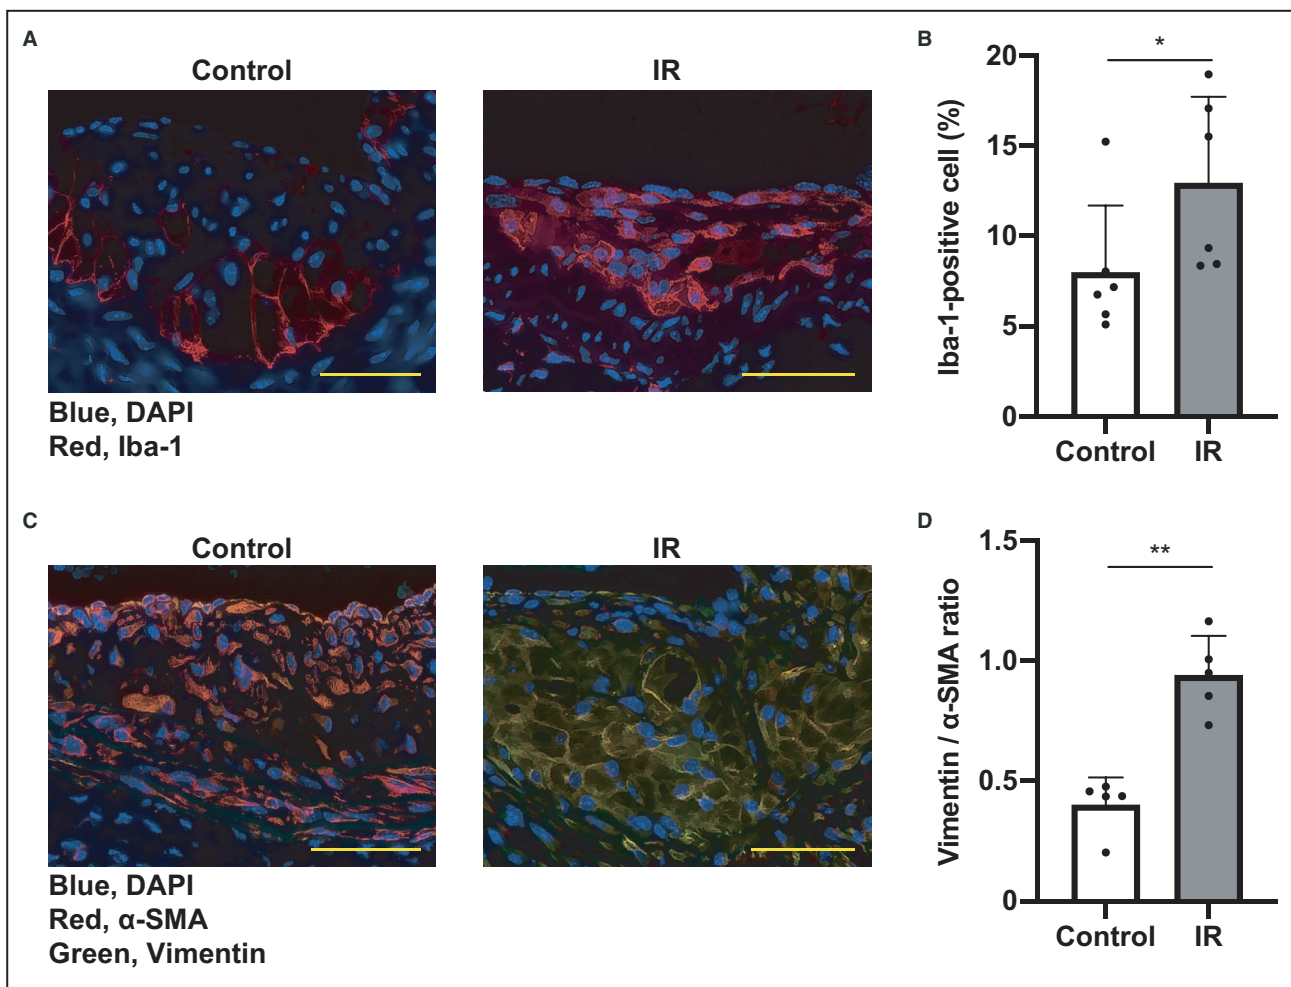 A
Control
IR
Blue, DAPI
Red, Iba-1
B
*
20
15
10
5
0
Iba-1-positive cell (%)
Control
IR
C
Control
IR
Blue, DAPI
Red, α-SMA
Green, Vimentin
D
**
1.5
1.0
0.5
0
Vimentin / α-SMA ratio
Control
IR